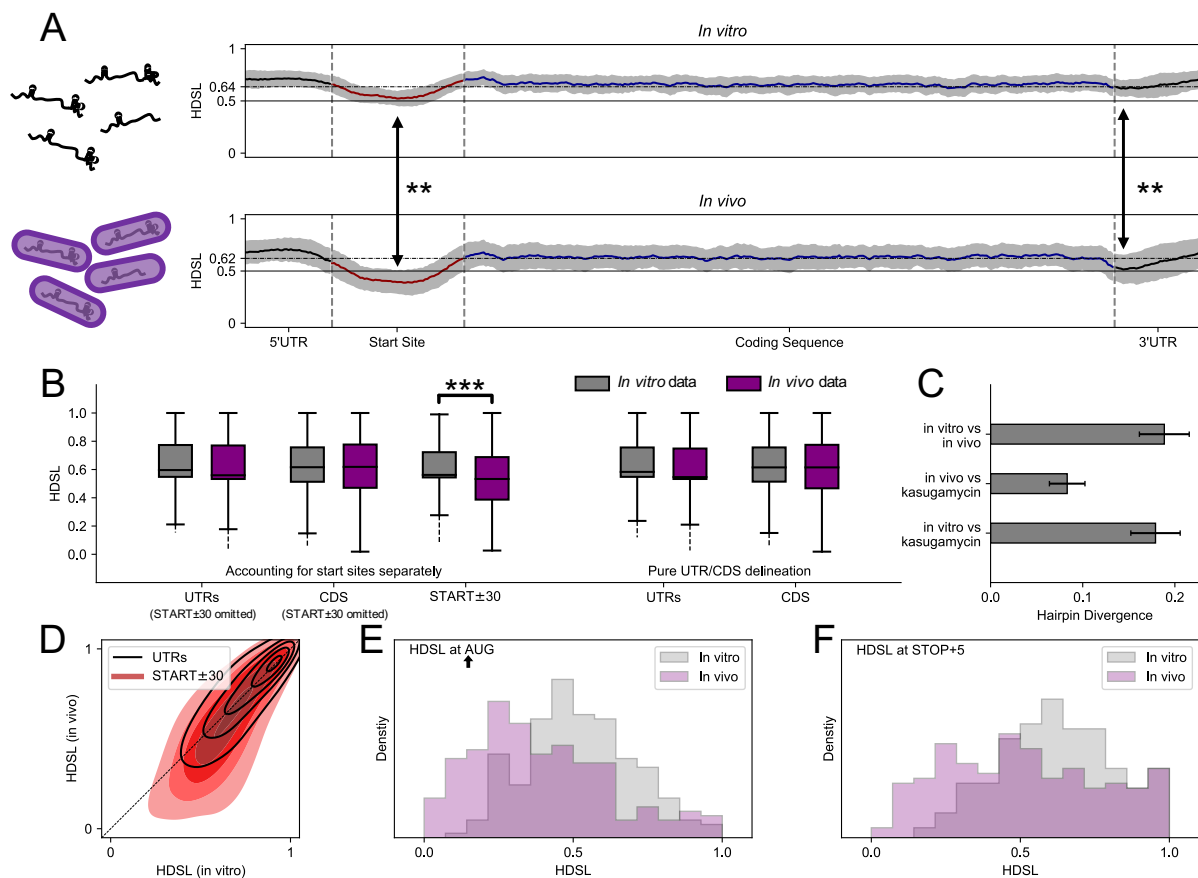 A
In vitro
1
0.64
0.5
0
HDSL
**
**
In vivo
1
0.62
0.5
0
HDSL
5'UTR
Start Site
Coding Sequence
3'UTR
B
In vitro data
In vivo data
***
1.0
0.8
0.6
0.4
0.2
0.0
HDSL
Accounting for start sites separately
Pure UTR/CDS delineation
UTRs
(START±30 omitted)
CDS
(START±30 omitted)
START±30
UTRs
CDS
C
in vitro vs
in vivo
in vivo vs
kasugamycin
in vitro vs
kasugamycin
0.0
0.1
0.2
Hairpin Divergence
D
UTRs
START±30
1
0
HDSL (in vivo)
0
1
HDSL (in vitro)
E
HDSL at AUG
In vitro
In vivo
Denstiy
0.0
0.5
1.0
HDSL
F
HDSL at STOP+5
In vitro
In vivo
Denstiy
0.0
0.5
1.0
HDSL